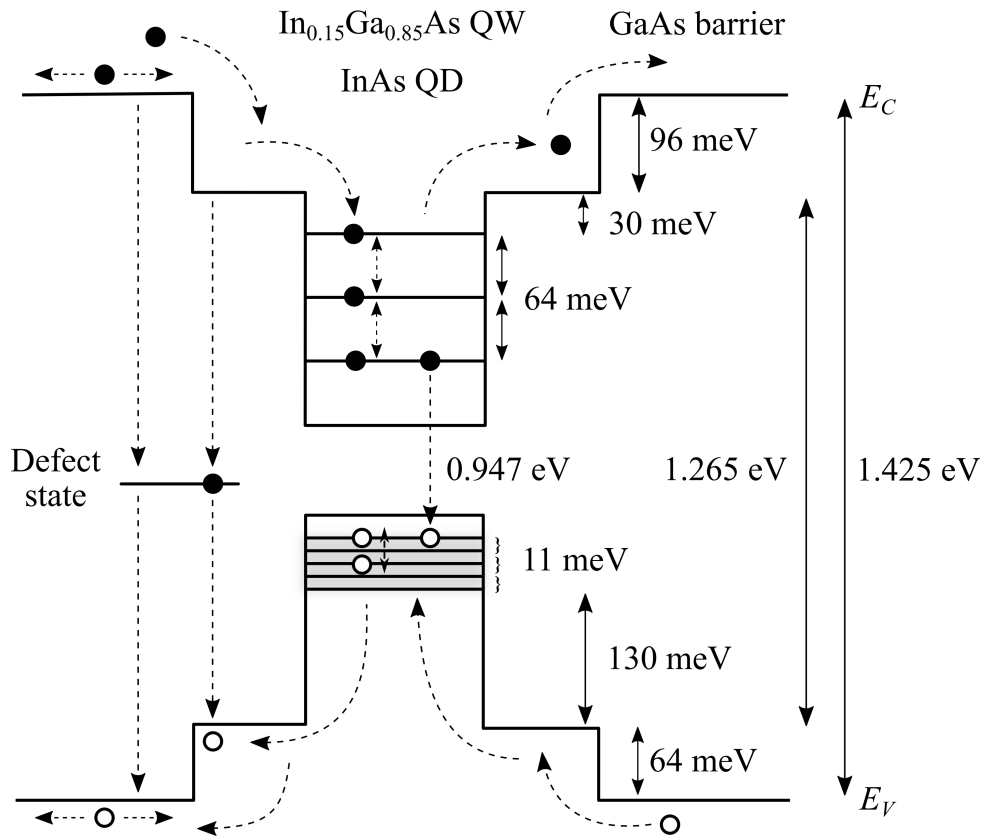 In0.15Ga0.85As QW
GaAs barrier
InAs QD
EC
96 meV
30 meV
64 meV
Defect
state
0.947 eV
1.265 eV
1.425 eV
11 meV
130 meV
64 meV
EV